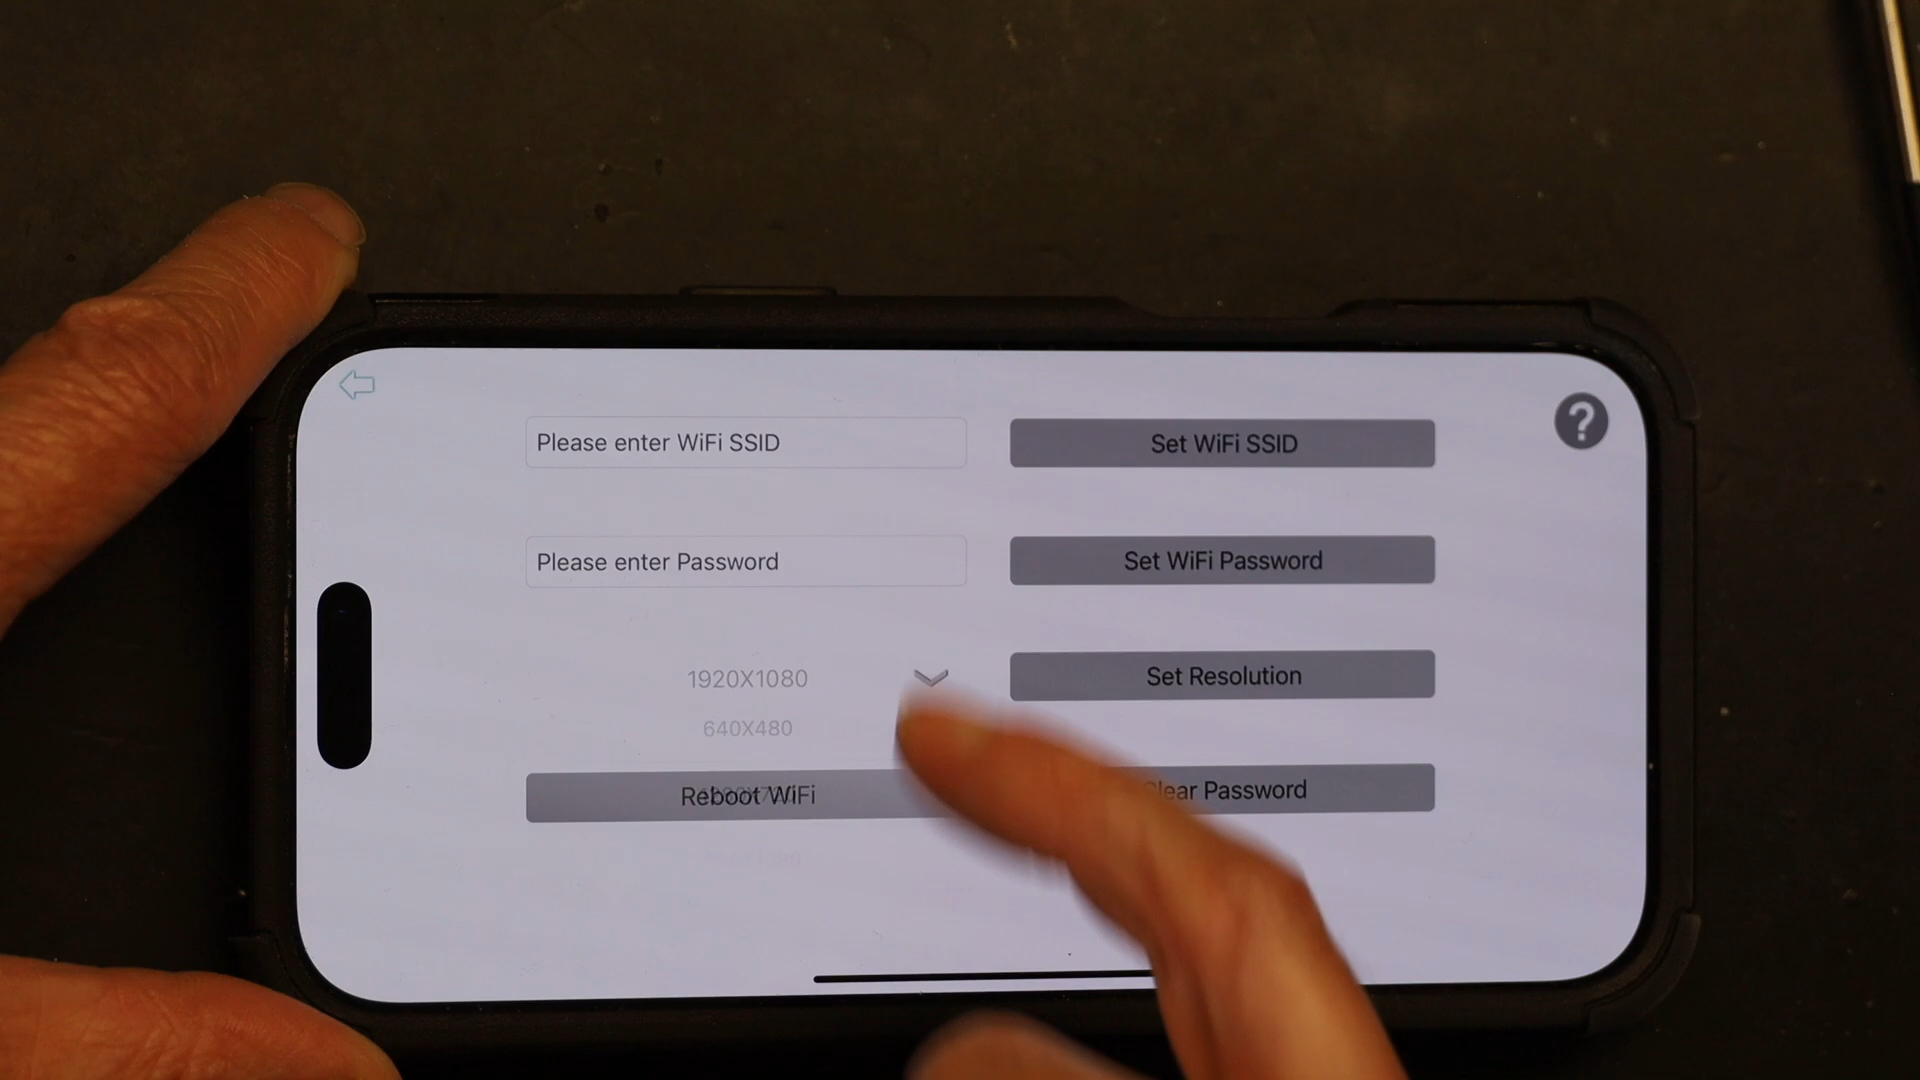 Please enter WiFi SSID
Set WiFi SSID
?
Please enter Password
Set WiFi Password
1920X1080
Set Resolution
640X480
Reboot WiFi
Clear Password